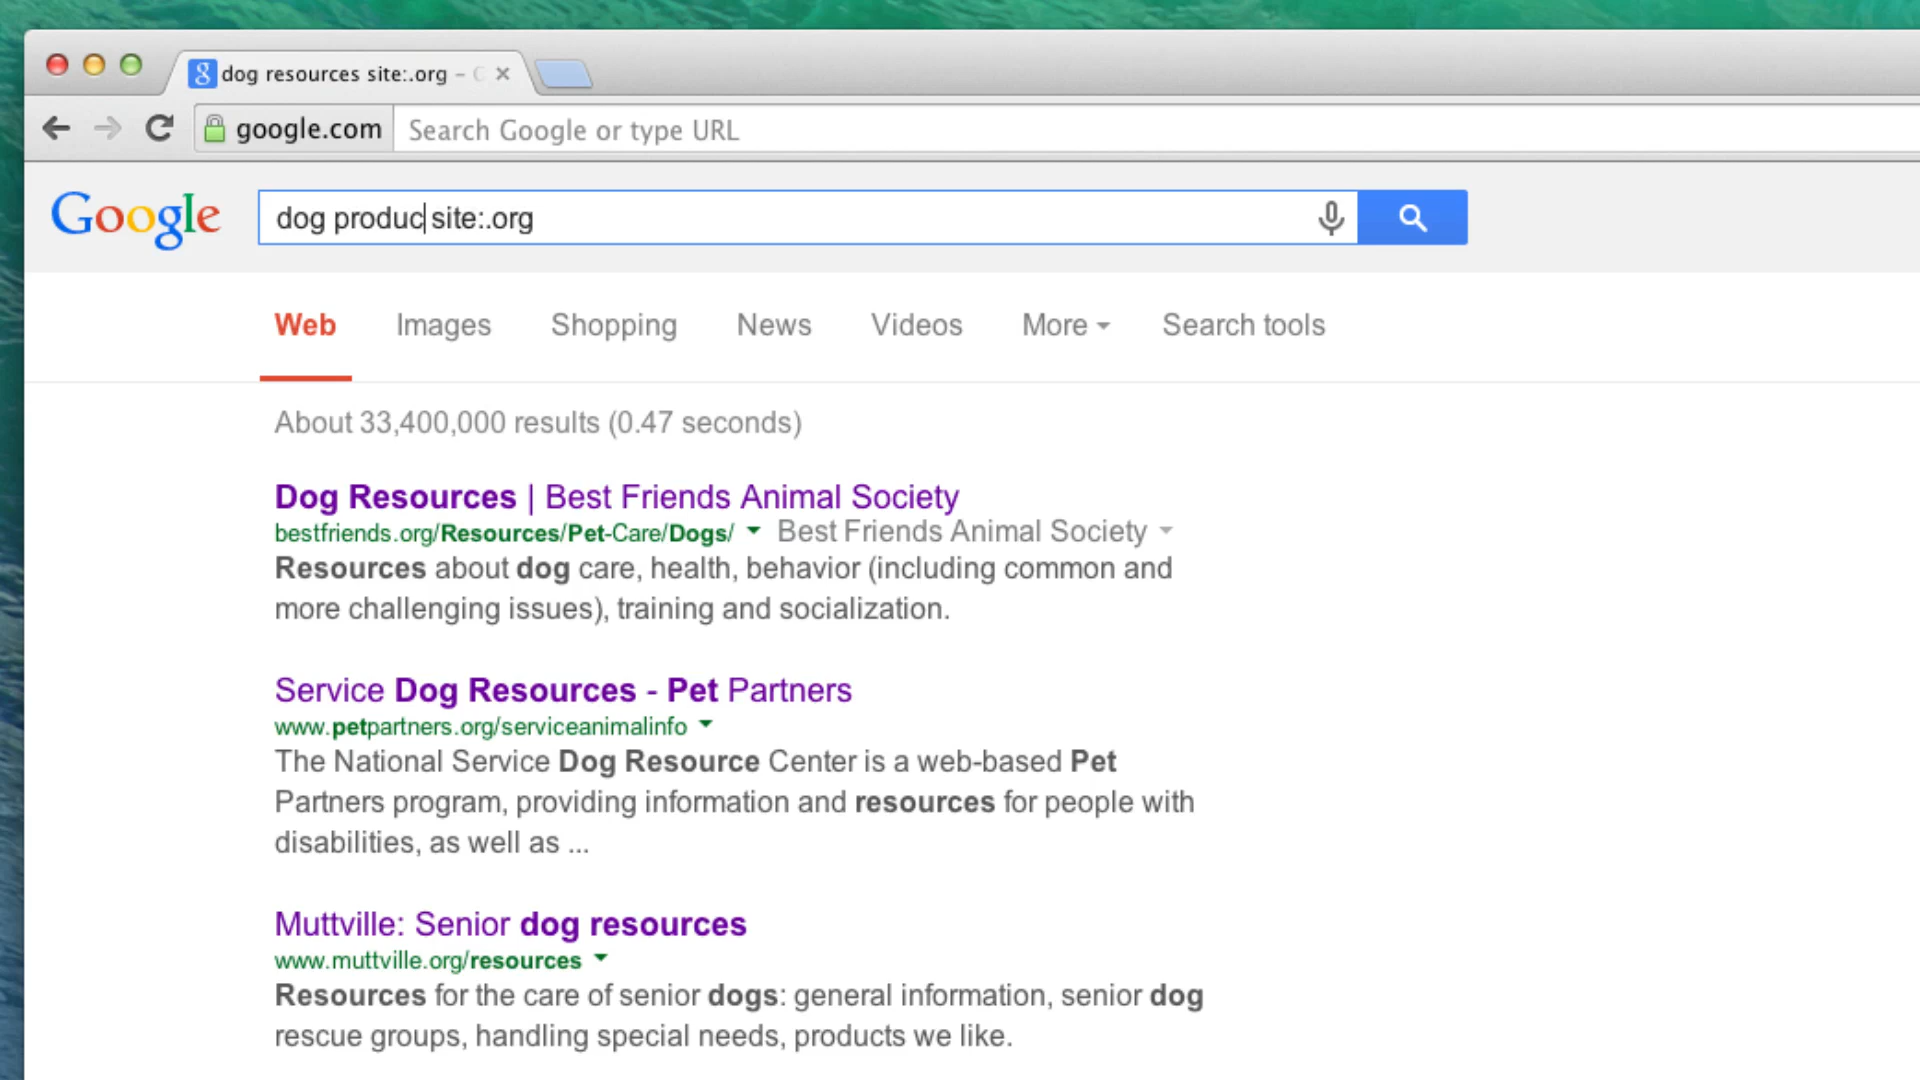 dog resources site:.org -
google.com Search Google or type URL
Google dog produc site:.org
Web Images Shopping News Videos More Search tools
About 33,400,000 results (0.47 seconds)
Dog Resources | Best Friends Animal Society
bestfriends.org/Resources/Pet-Care/Dogs/ Best Friends Animal Society
Resources about dog care, health, behavior (including common and
more challenging issues), training and socialization.
Service Dog Resources - Pet Partners
www.petpartners.org/serviceanimalinfo
The National Service Dog Resource Center is a web-based Pet
Partners program, providing information and resources for people with
disabilities, as well as ...
Muttville: Senior dog resources
www.muttville.org/resources
Resources for the care of senior dogs: general information, senior dog
rescue groups, handling special needs, products we like.